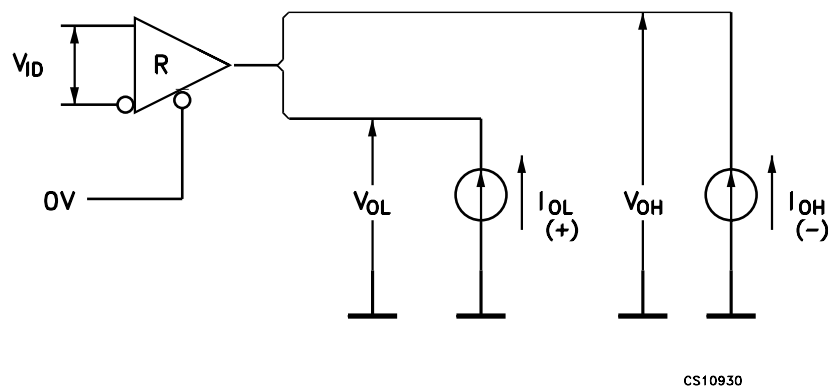 VID
R
0V
VOL
IOL
(+)
VOH
IOH
(−)
CS10930